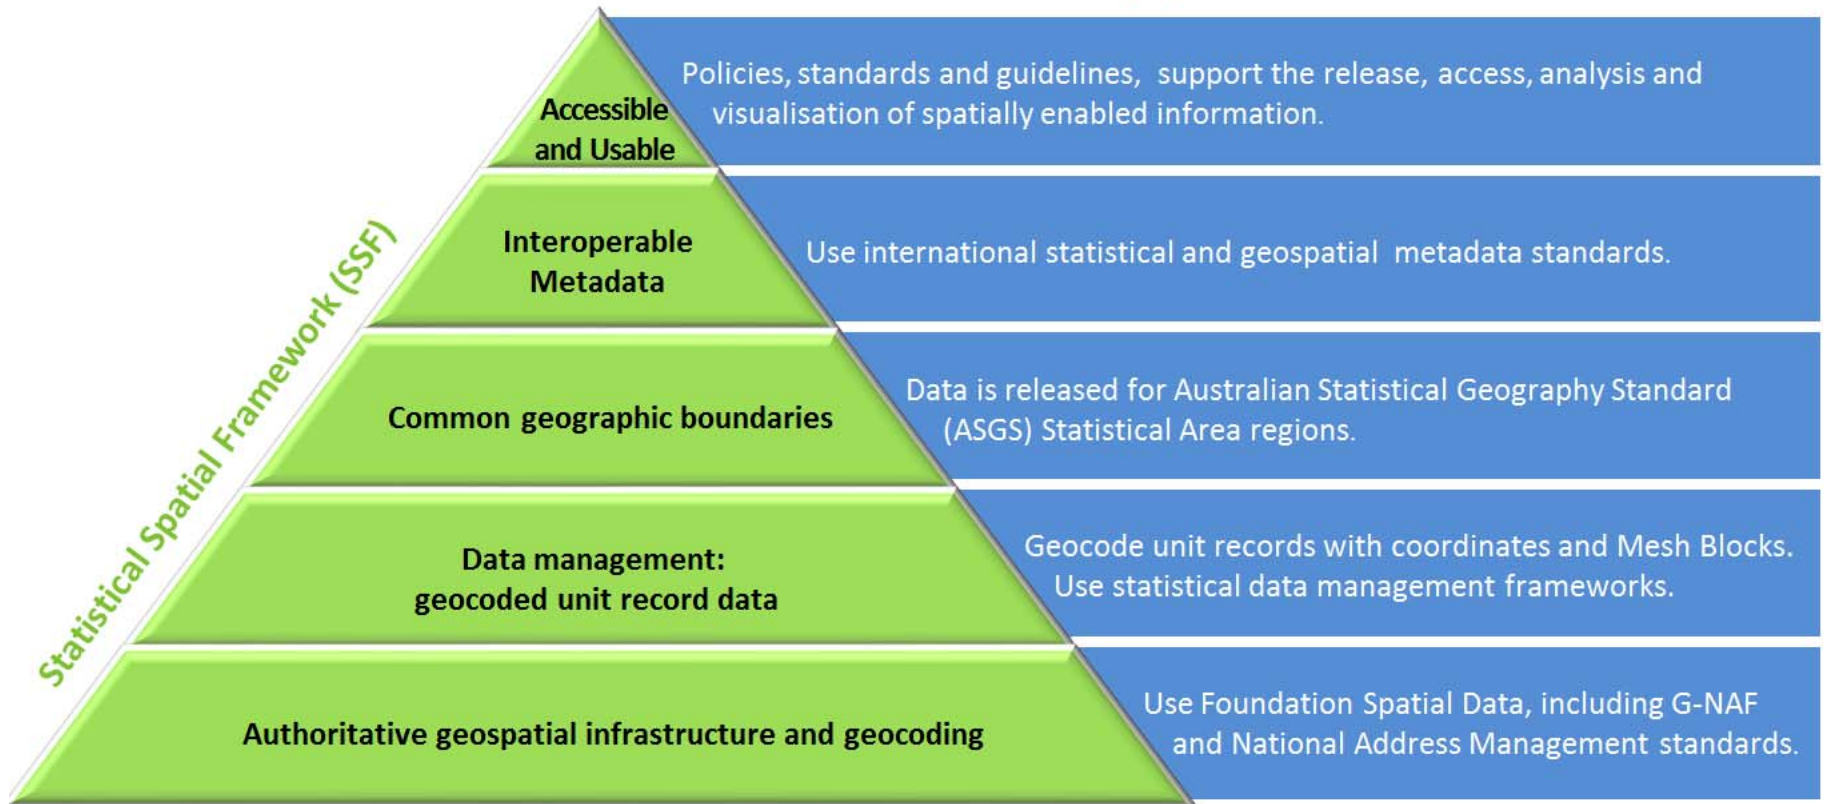 Statistical Spatial Framework (SSF)
Accessible
and Usable
Policies, standards and guidelines, support the release, access, analysis and
visualisation of spatially enabled information.
Interoperable
Metadata
Use international statistical and geospatial metadata standards.
Common geographic boundaries
Data is released for Australian Statistical Geography Standard
(ASGS) Statistical Area regions.
Data management:
geocoded unit record data
Geocode unit records with coordinates and Mesh Blocks.
Use statistical data management frameworks.
Authoritative geospatial infrastructure and geocoding
Use Foundation Spatial Data, including G-NAF
and National Address Management standards.